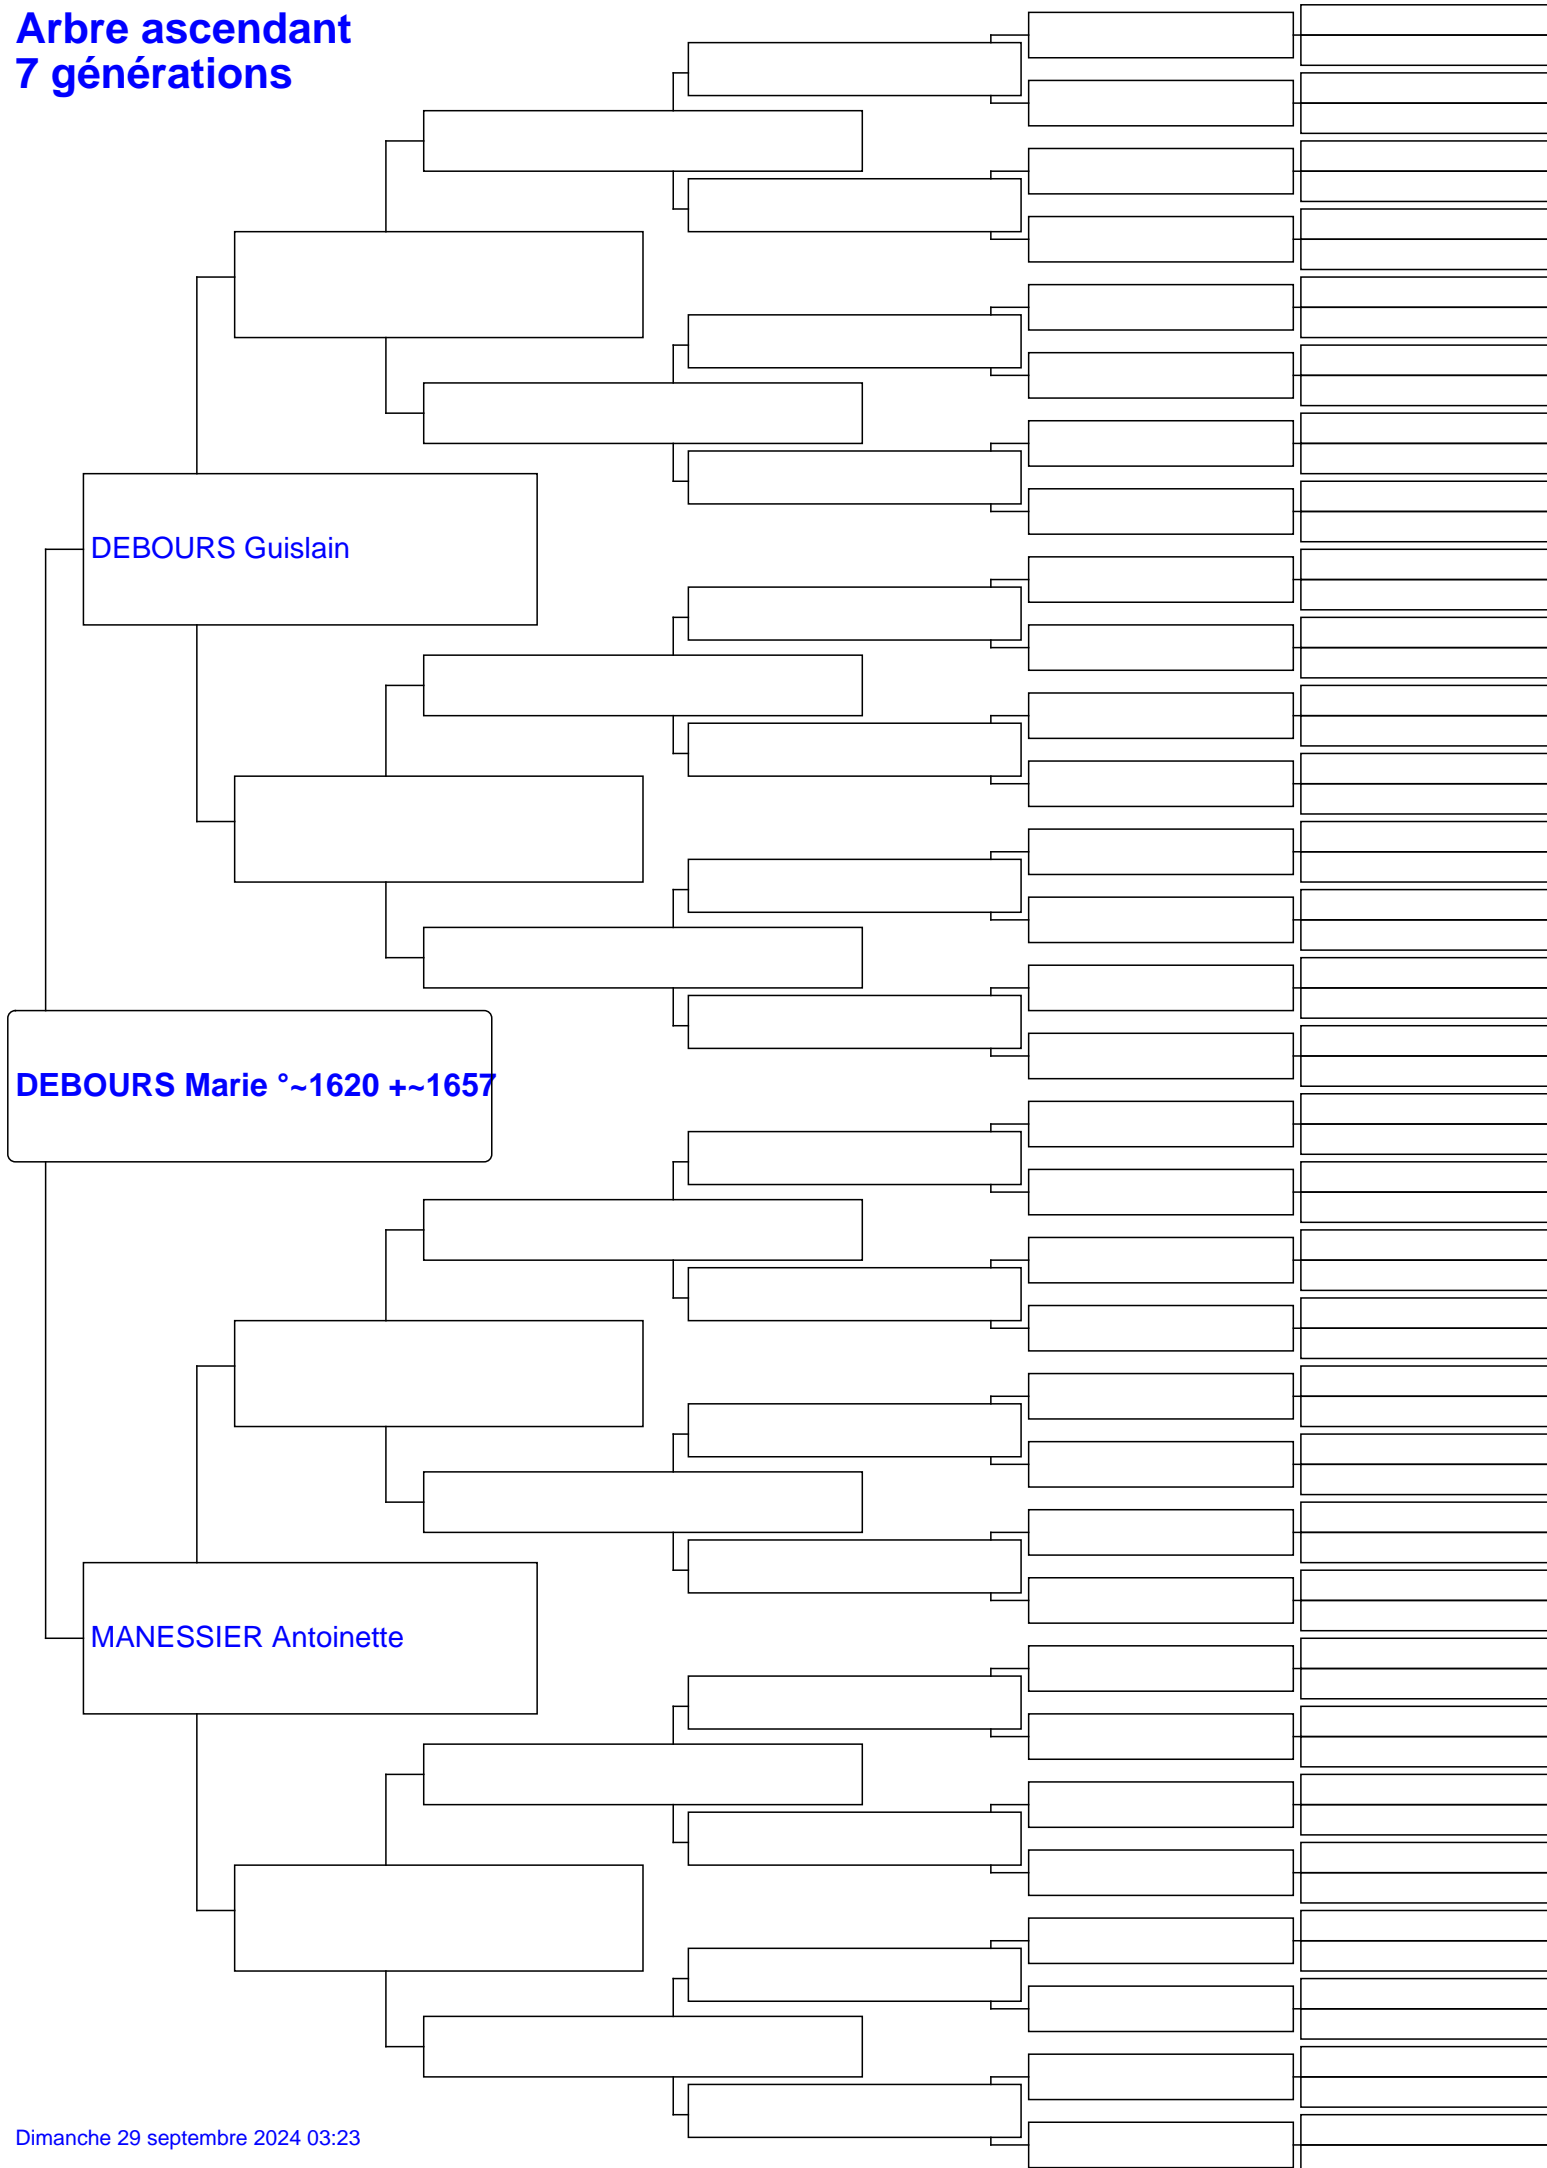 Arbre ascendant
7 générations
DEBOURS Guislain
DEBOURS Marie °~1620 +~1657
MANESSIER Antoinette
Dimanche 29 septembre 2024 03:23